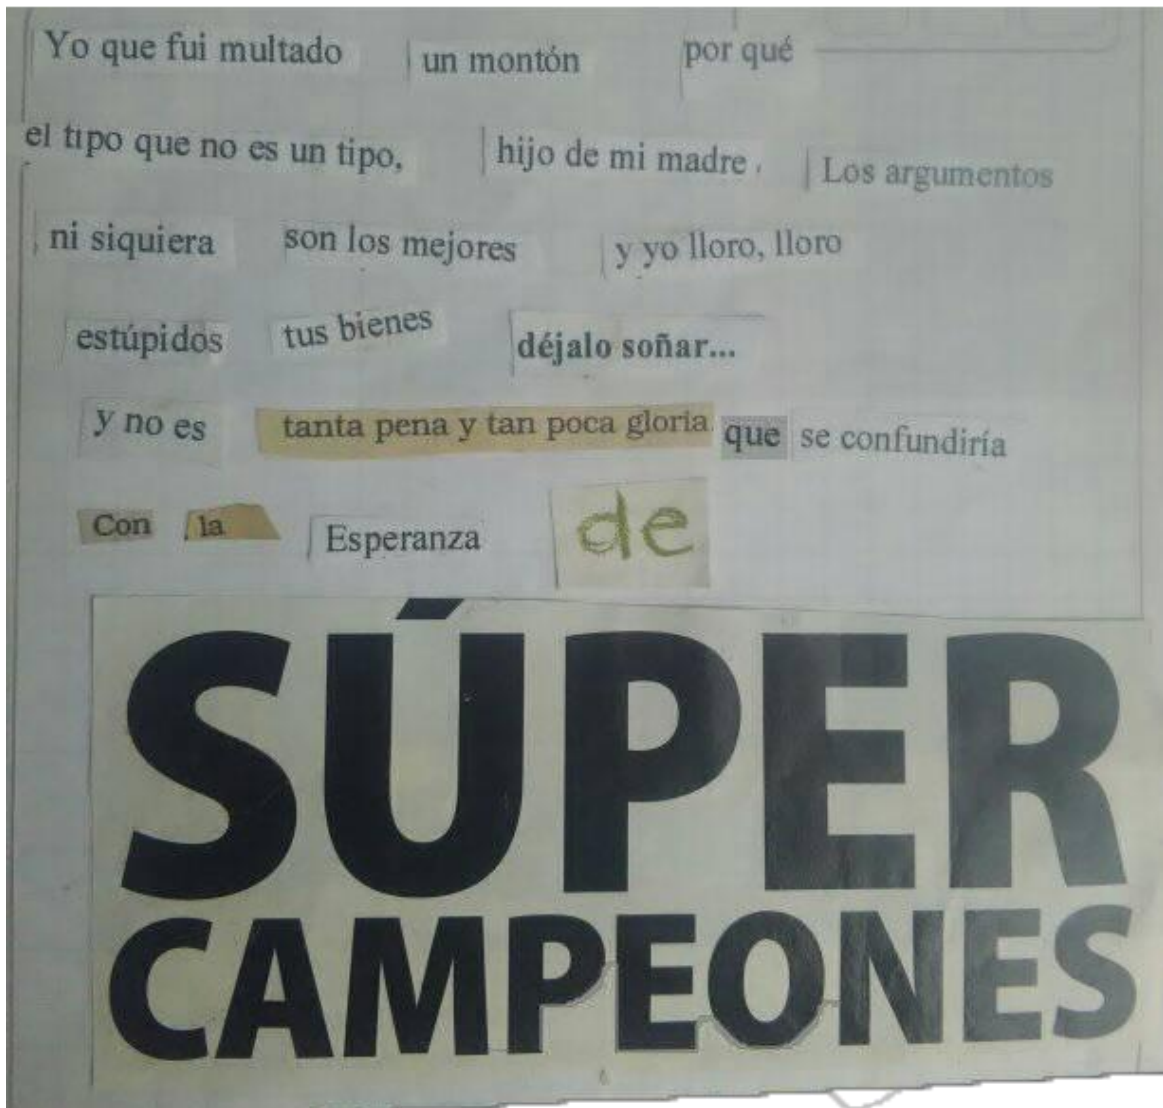 Yo que fui multado un montón por qué
el tipo que no es un tipo, hijo de mi madre. Los argumentos
ni siquiera son los mejores y yo lloro, lloro
estúpidos tus bienes déjalo soñar...
y no es tanta pena y tan poca gloria. que se confundiría
Con la Esperanza de
SÚPER
CAMPEONES